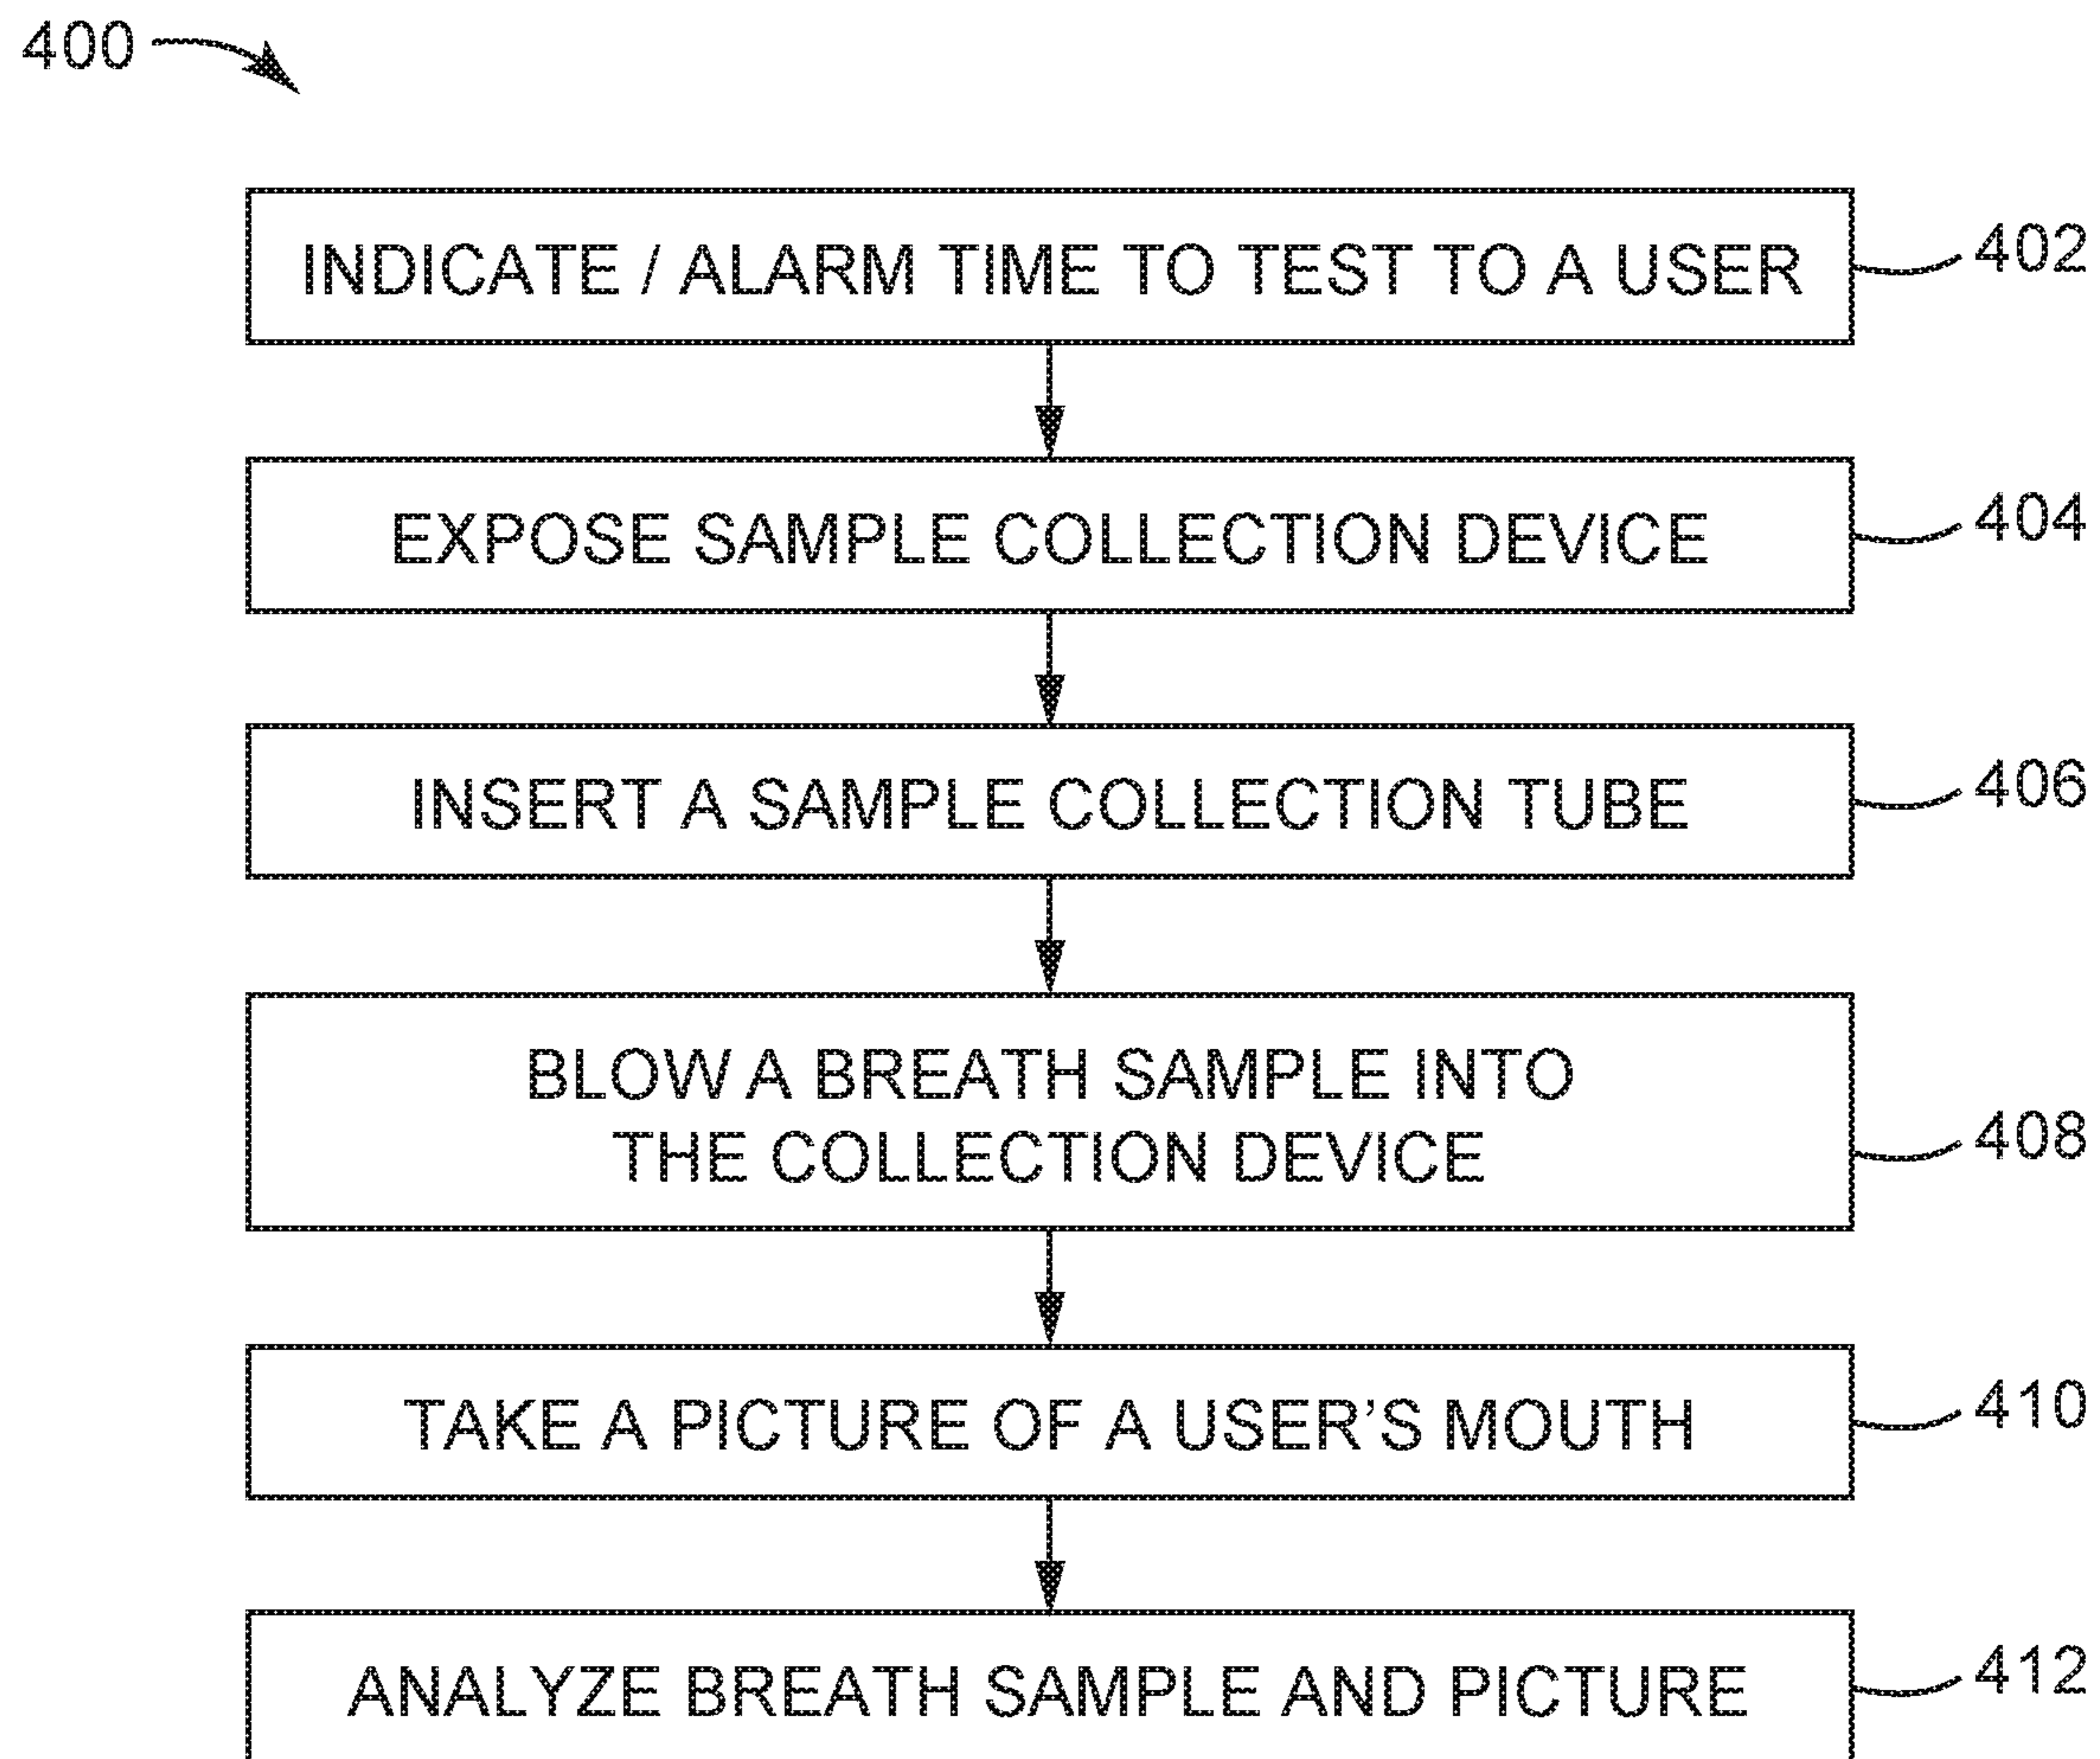 400
INDICATE / ALARM TIME TO TEST TO A USER
402
EXPOSE SAMPLE COLLECTION DEVICE
404
INSERT A SAMPLE COLLECTION TUBE
406
BLOW A BREATH SAMPLE INTO
THE COLLECTION DEVICE
408
TAKE A PICTURE OF A USER’S MOUTH
410
ANALYZE BREATH SAMPLE AND PICTURE
412